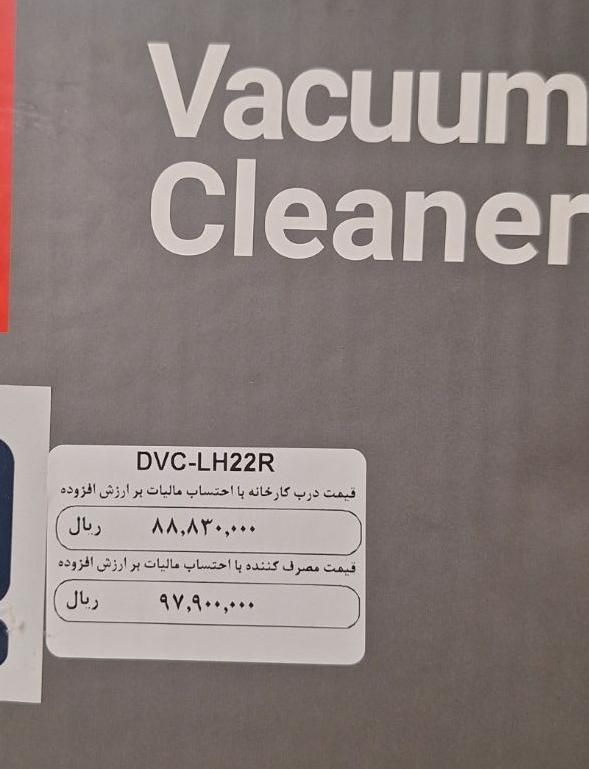 Vacuum
Cleaner
DVC-LH22R
قیمت درب کارخانه با احتساب مالیات بر ارزش افزوده
۸۸,۸۳۰,۰۰۰ ریال
قیمت مصرف کننده با احتساب مالیات بر ارزش افزوده
۹۷,۹۰۰,۰۰۰ ریال